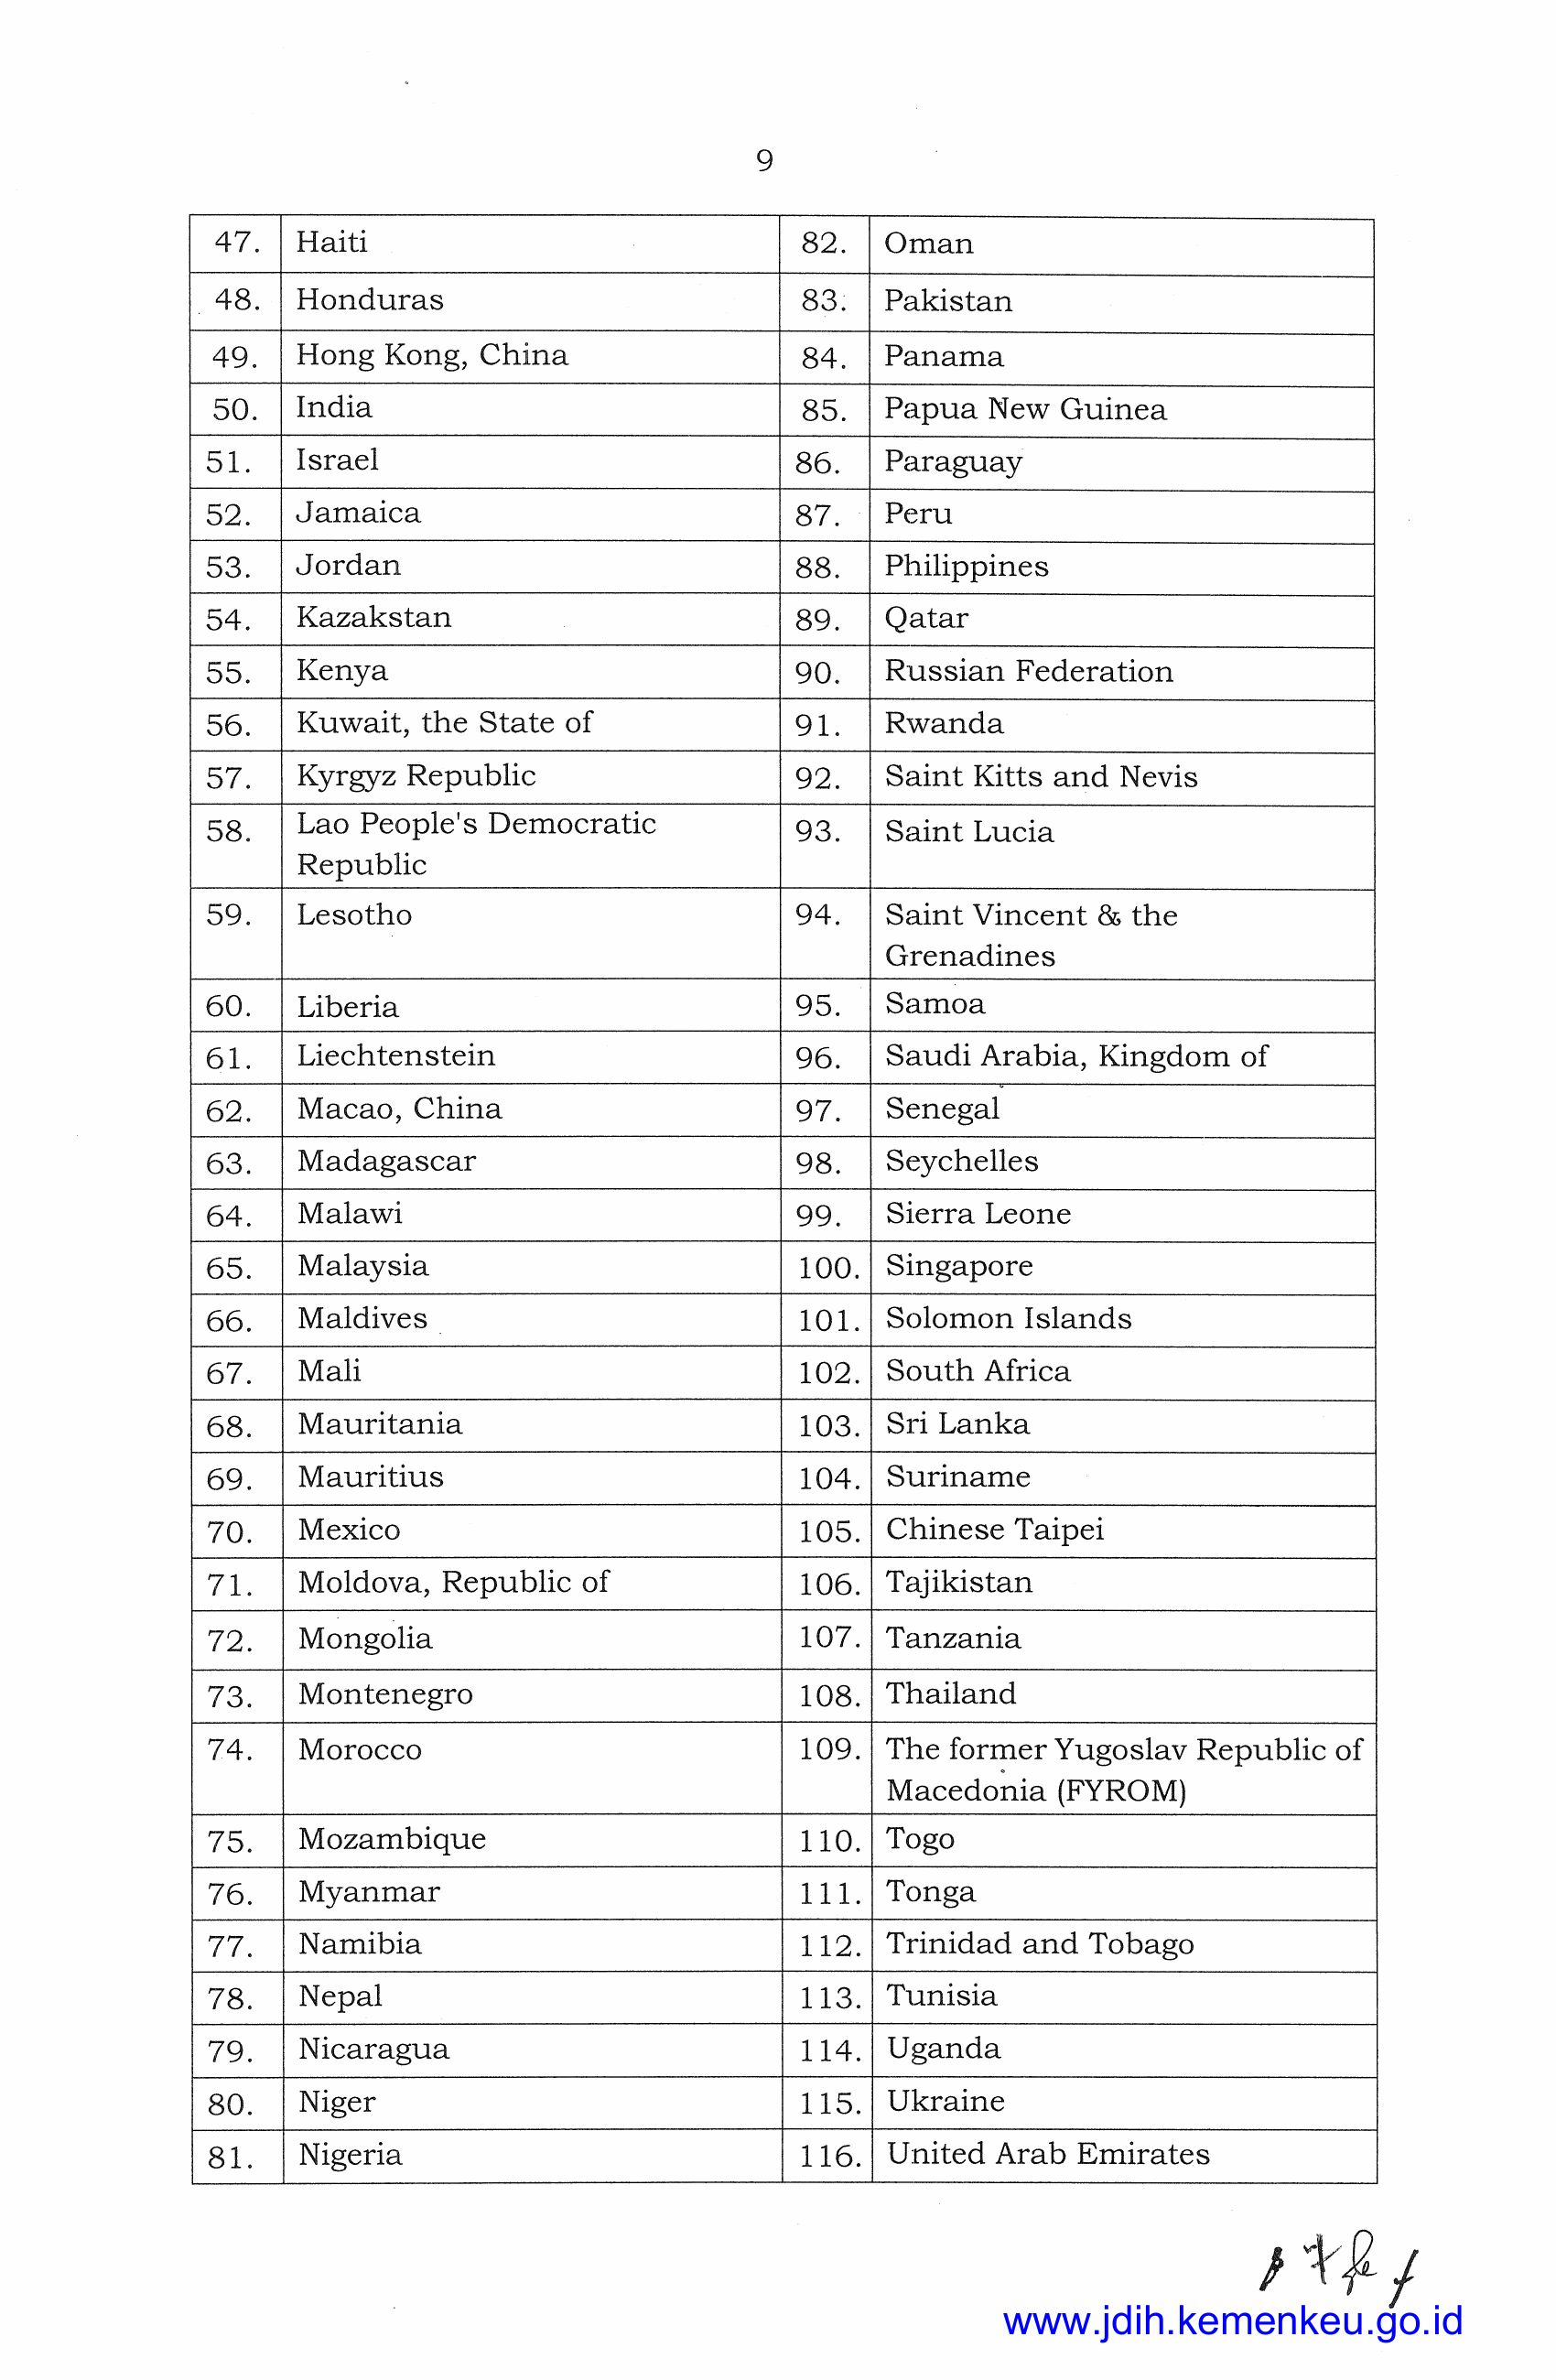 9
47. Haiti 82. Oman
48. Honduras 83. Pakistan
49. Hong Kong, China 84. Panama
50. India 85. Papua New Guinea
51. Israel 86. Paraguay
52. Jamaica 87. Peru
53. Jordan 88. Philippines
54. Kazakstan 89. Qatar
55. Kenya 90. Russian Federation
56. Kuwait, the State of 91. Rwanda
57. Kyrgyz Republic 92. Saint Kitts and Nevis
58. Lao People's Democratic 93. Saint Lucia
Republic
59. Lesotho 94. Saint Vincent & the
Grenadines
60. Liberia 95. Samoa
61. Liechtenstein 96. Saudi Arabia, Kingdom of
62. Macao, China 97. Senegal
63. Madagascar 98. Seychelles
64. Malawi 99. Sierra Leone
65. Malaysia 100. Singapore
66. Maldives 101. Solomon Islands
67. Mali 102. South Africa
68. Mauritania 103. Sri Lanka
69. Mauritius 104. Suriname
70. Mexico 105. Chinese Taipei
71. Moldova, Republic of 106. Tajikistan
72. Mongolia 107. Tanzania
73. Montenegro 108. Thailand
74. Morocco 109. The former Yugoslav Republic of
Macedonia (FYROM)
75. Mozambique 110. Togo
76. Myanmar 111. Tonga
77. Namibia 112. Trinidad and Tobago
78. Nepal 113. Tunisia
79. Nicaragua 114. Uganda
80. Niger 115. Ukraine
81. Nigeria 116. United Arab Emirates
www.jdih.kemenkeu.go.id